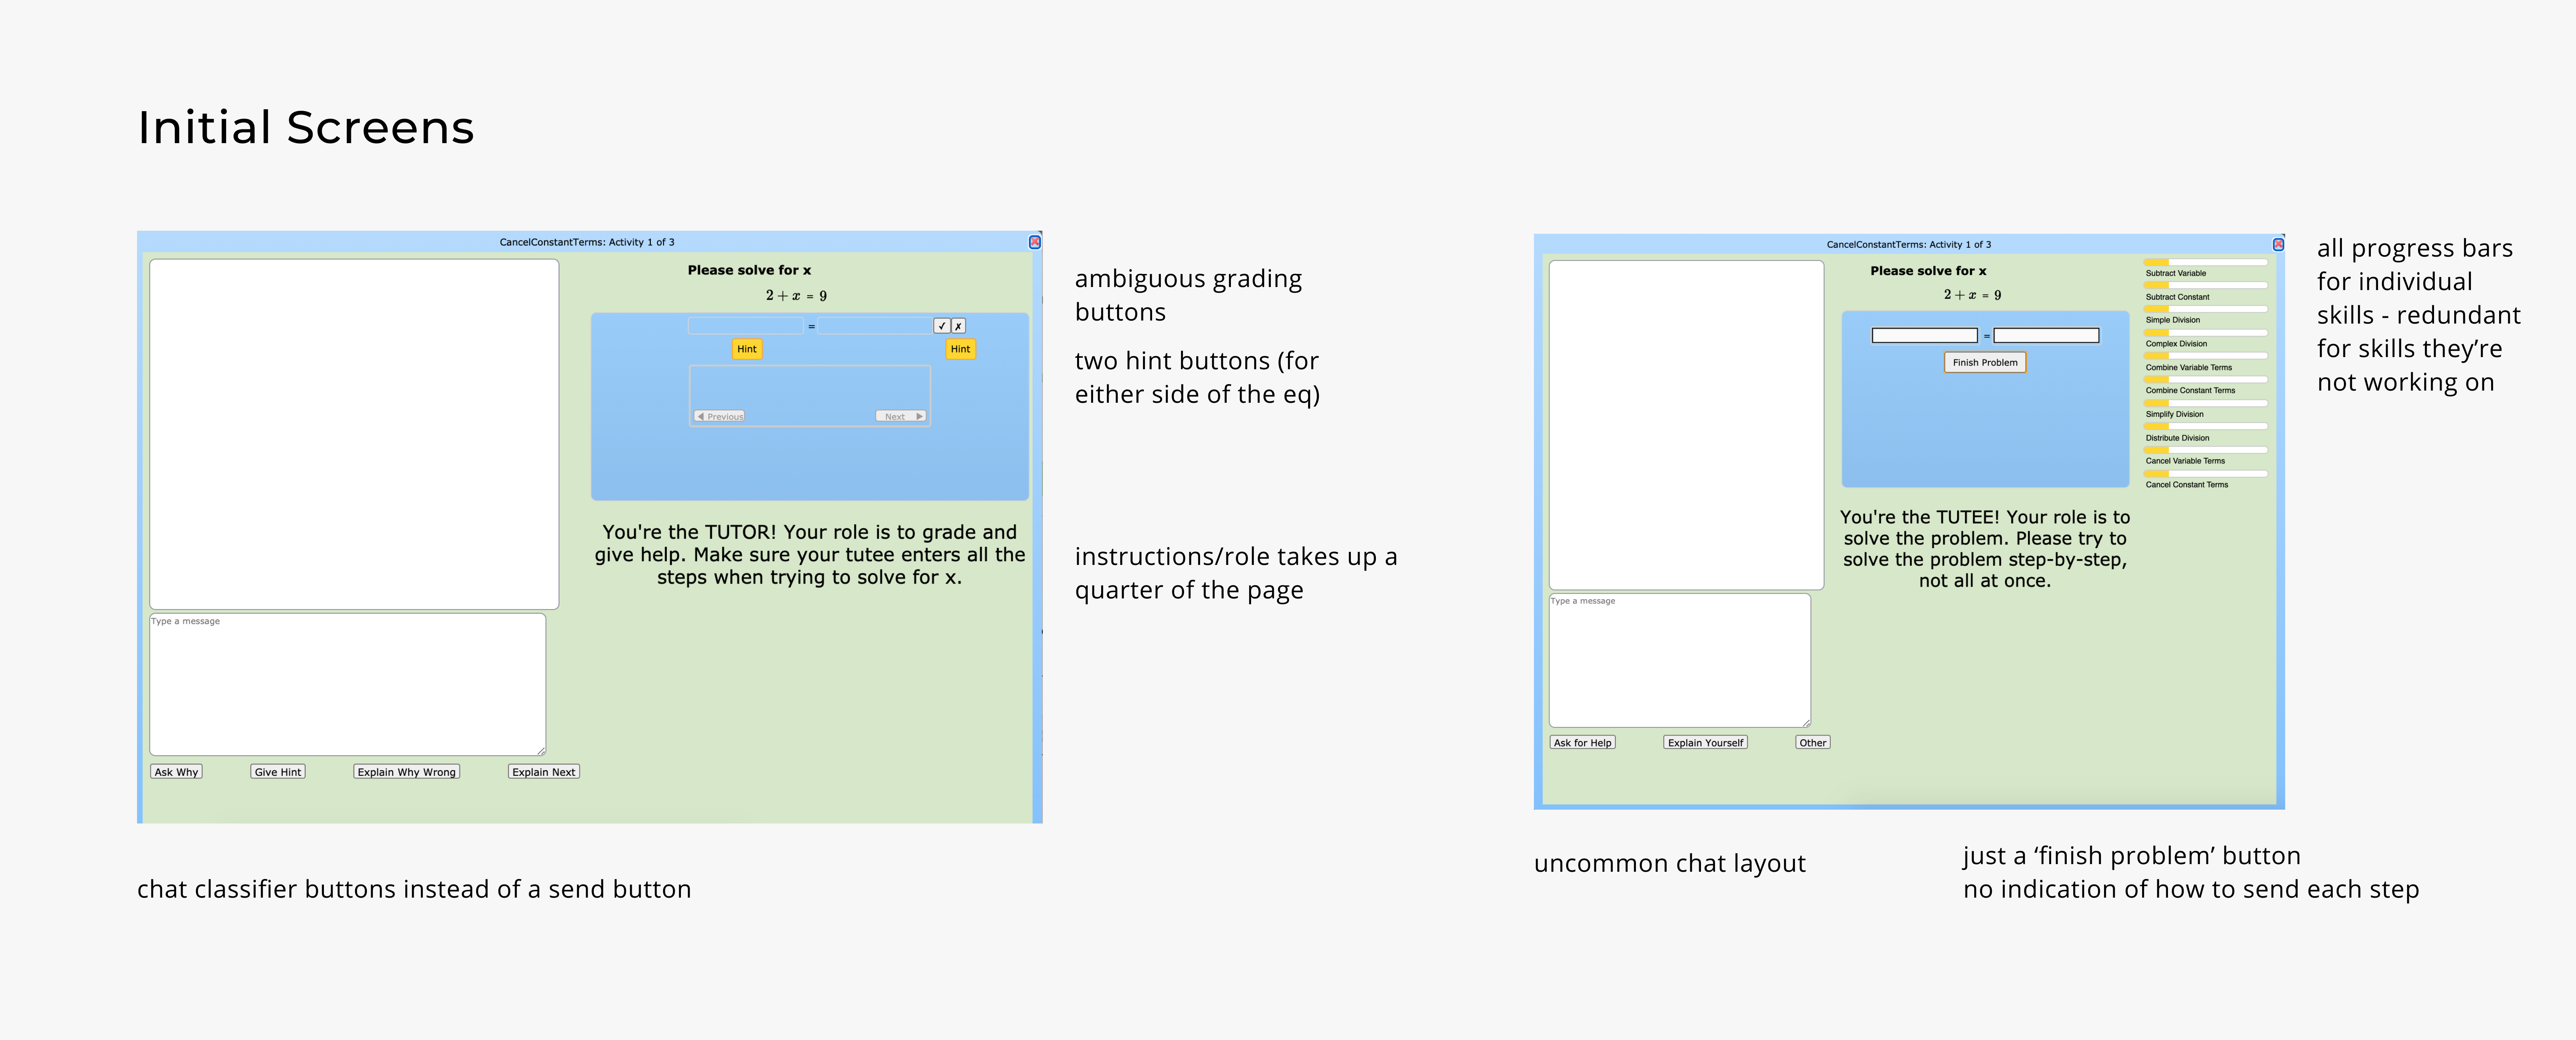 Initial Screens
CancelConstantTerms: Activity 1 of 3
Please solve for x
2 + x = 9
=
✓ ✗
Hint
Hint
◀ Previous
Next ▶
You're the TUTOR! Your role is to grade and
give help. Make sure your tutee enters all the
steps when trying to solve for x.
Type a message
Ask Why
Give Hint
Explain Why Wrong
Explain Next
ambiguous grading
buttons
two hint buttons (for
either side of the eq)
instructions/role takes up a
quarter of the page
chat classifier buttons instead of a send button
CancelConstantTerms: Activity 1 of 3
Please solve for x
2 + x = 9
=
Finish Problem
You're the TUTEE! Your role is to
solve the problem. Please try to
solve the problem step-by-step,
not all at once.
Subtract Variable
Subtract Constant
Simple Division
Complex Division
Combine Variable Terms
Combine Constant Terms
Simplify Division
Distribute Division
Cancel Variable Terms
Cancel Constant Terms
Type a message
Ask for Help
Explain Yourself
Other
all progress bars
for individual
skills - redundant
for skills they’re
not working on
uncommon chat layout
just a ‘finish problem’ button
no indication of how to send each step